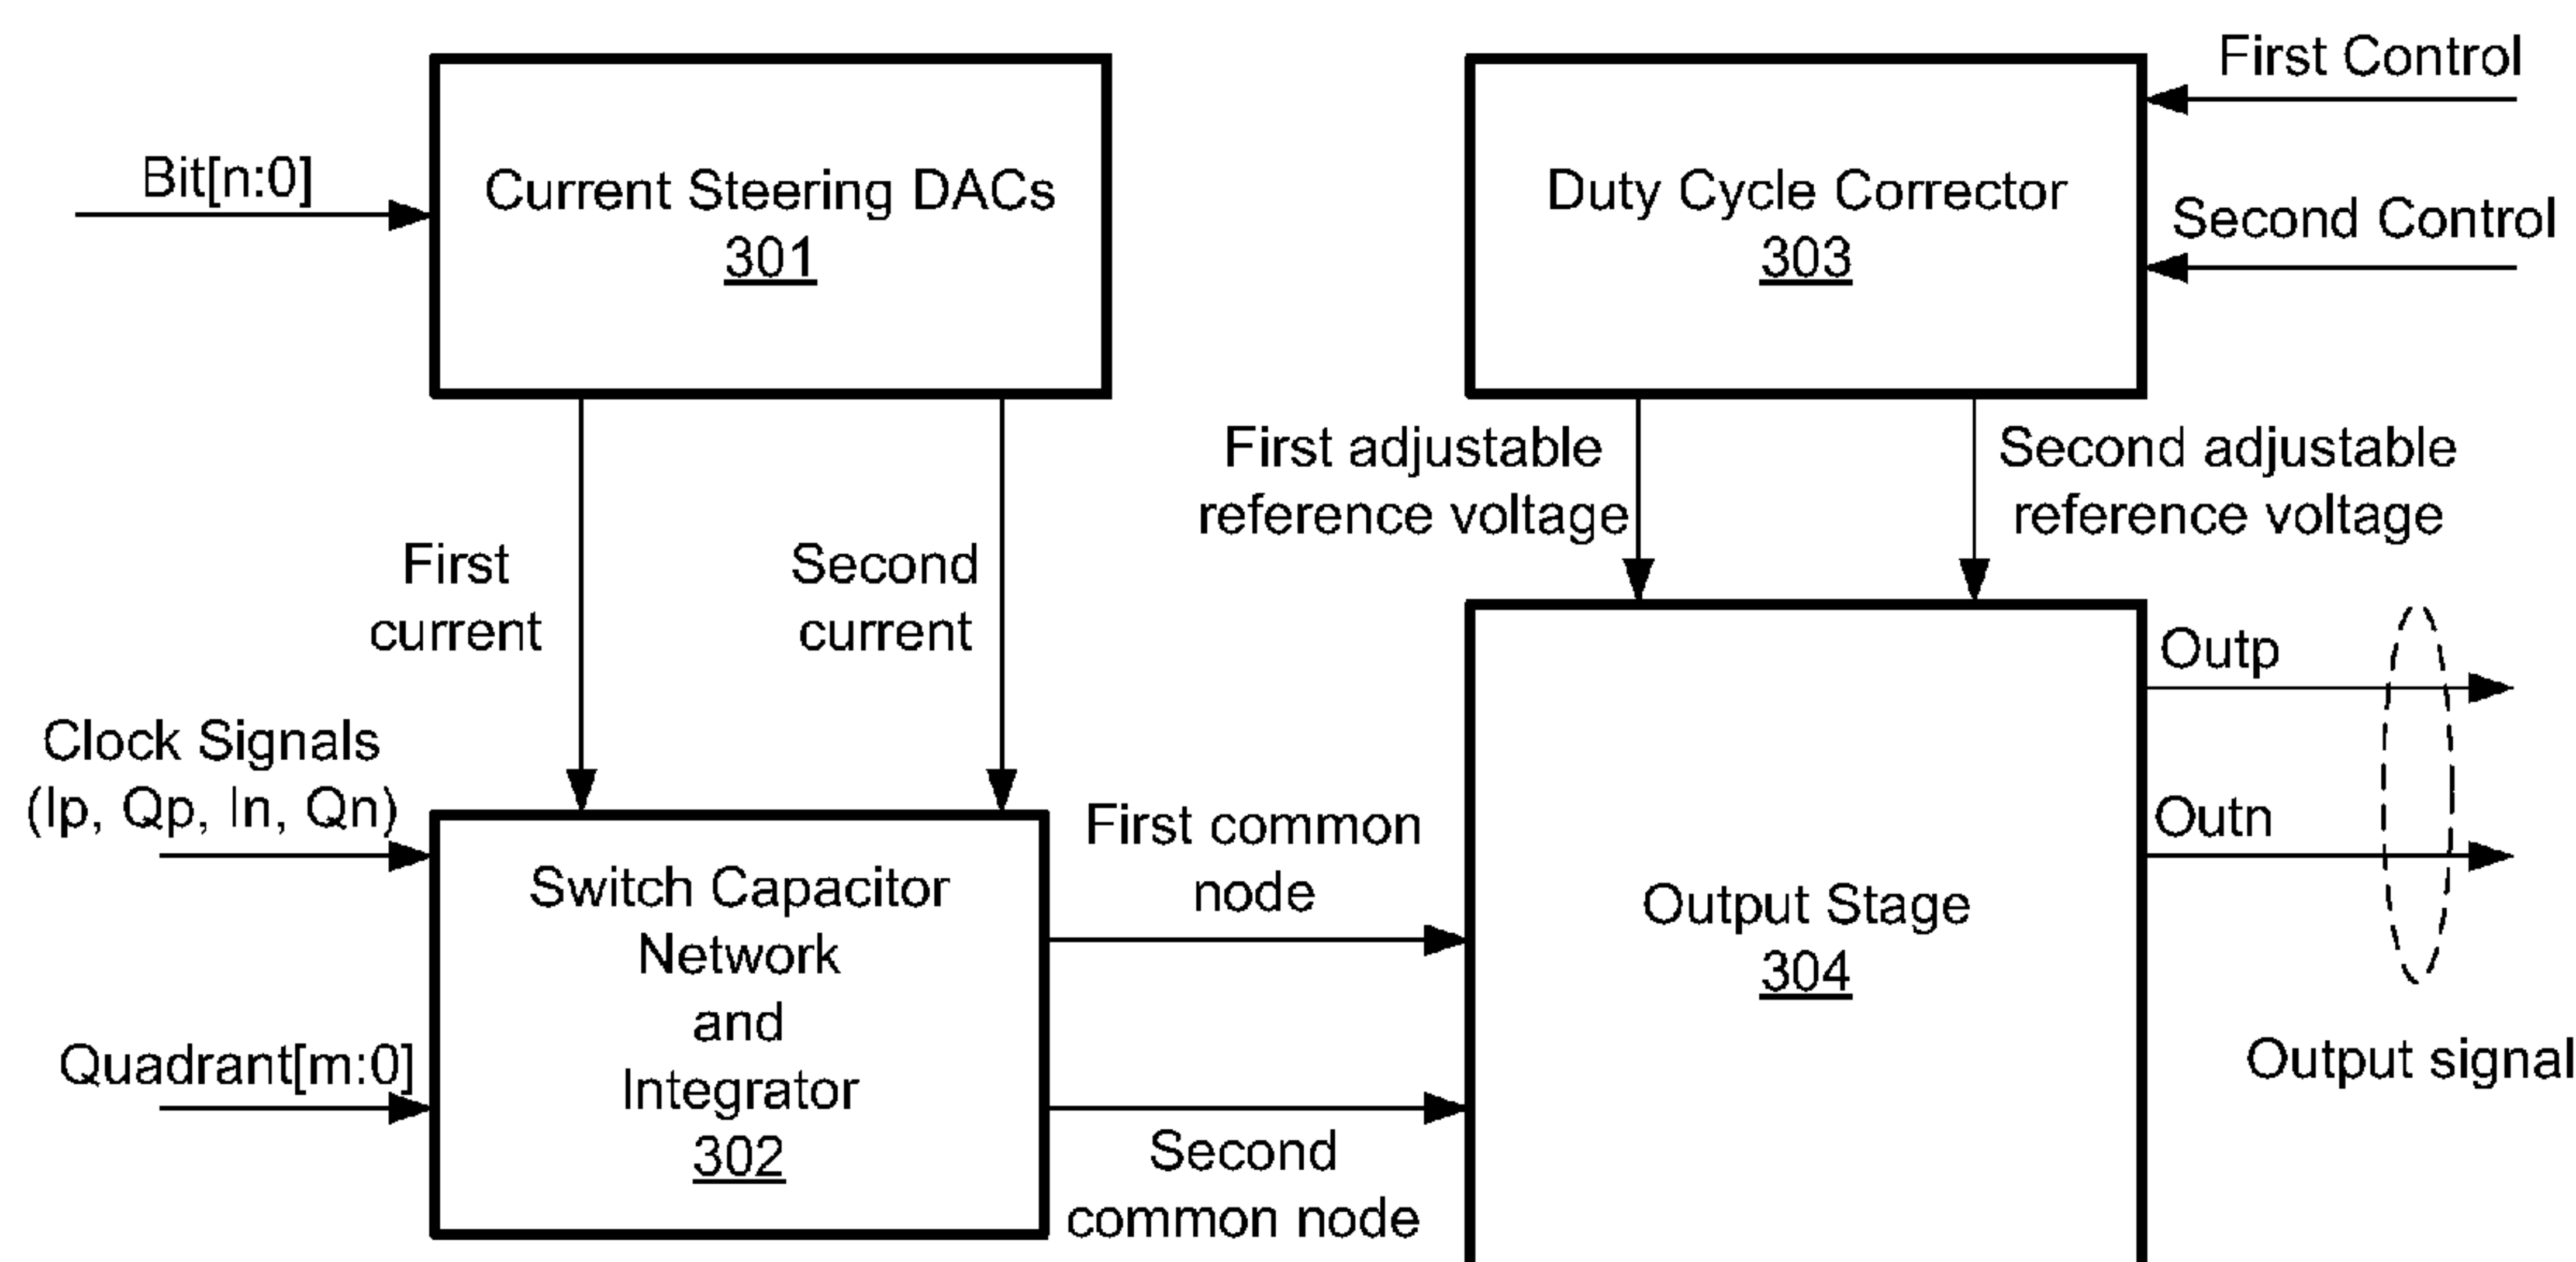 First Control
Bit[n:0]
Current Steering DACs
301
Duty Cycle Corrector
303
Second Control
First adjustable
reference voltage
Second adjustable
reference voltage
First
current
Second
current
Clock Signals
(Ip, Qp, In, Qn)
Quadrant[m:0]
Switch Capacitor
Network
and
Integrator
302
First common
node
Second
common node
Output Stage
304
Outp
Outn
Output signal